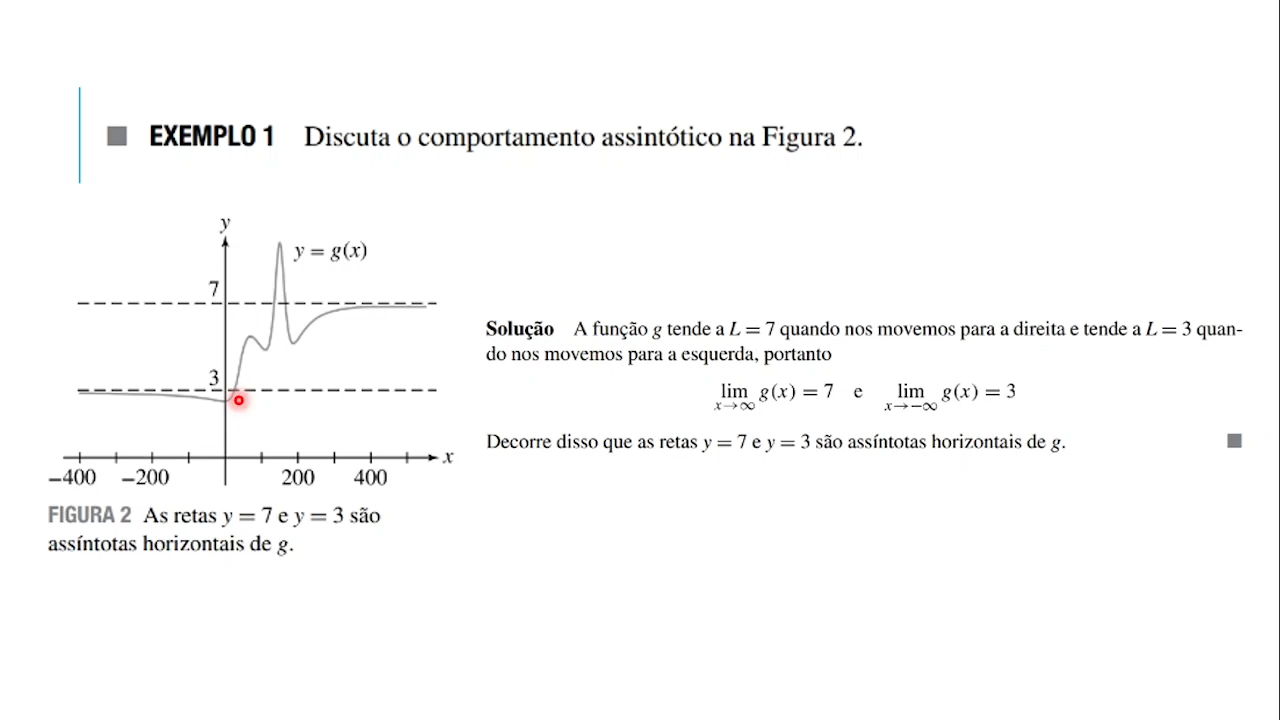 EXEMPLO 1 Discuta o comportamento assintótico na Figura 2.
y
y = g(x)
7
3
x
−400 −200 200 400
FIGURA 2 As retas y = 7 e y = 3 são
assíntotas horizontais de g.
Solução A função g tende a L = 7 quando nos movemos para a direita e tende a L = 3 quan-
do nos movemos para a esquerda, portanto
lim x→∞ g(x) = 7 e lim x→−∞ g(x) = 3
Decorre disso que as retas y = 7 e y = 3 são assíntotas horizontais de g.